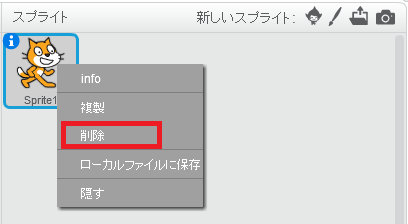 スプライト
新しいスプライト:
Sprite1
info
複製
削除
ローカルファイルに保存
隠す